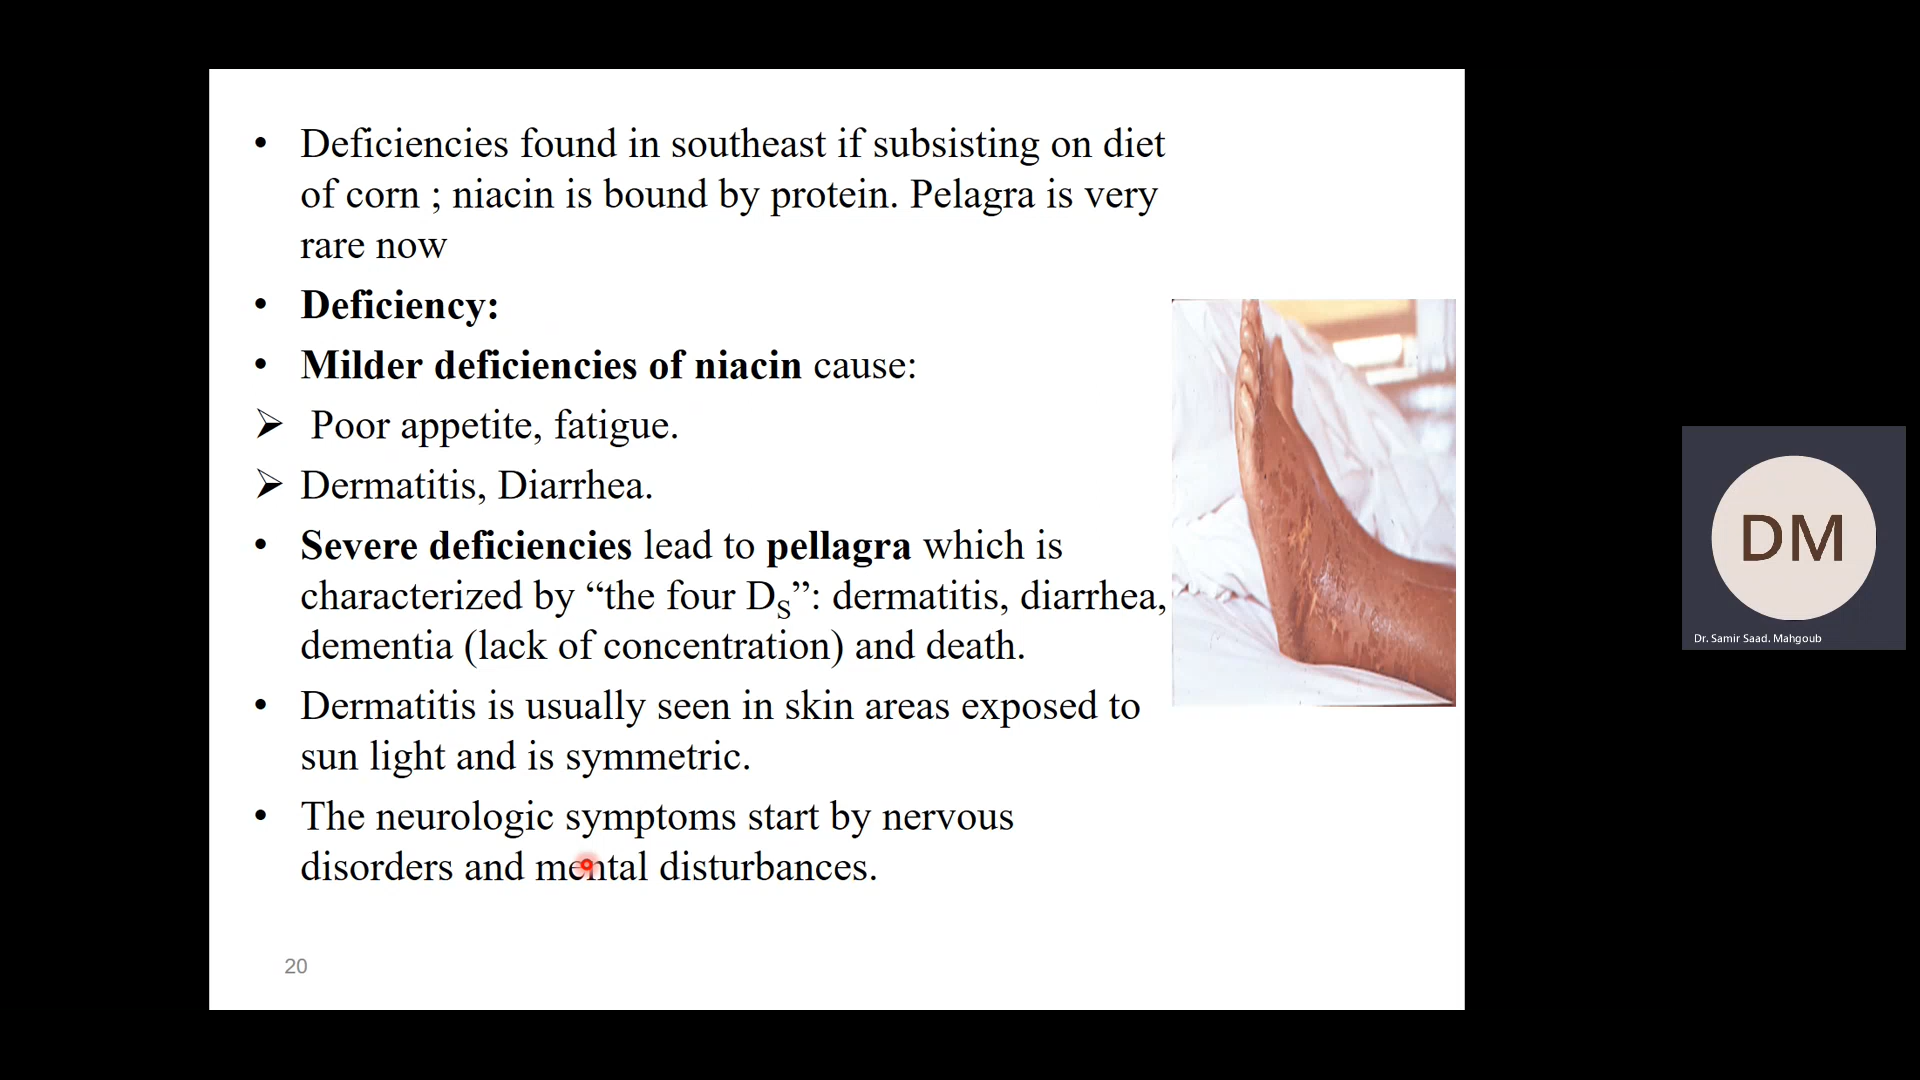 • Deficiencies found in southeast if subsisting on diet
of corn ; niacin is bound by protein. Pelagra is very
rare now
• Deficiency:
• Milder deficiencies of niacin cause:
➢ Poor appetite, fatigue.
➢ Dermatitis, Diarrhea.
• Severe deficiencies lead to pellagra which is
characterized by “the four Ds”: dermatitis, diarrhea,
dementia (lack of concentration) and death.
• Dermatitis is usually seen in skin areas exposed to
sun light and is symmetric.
• The neurologic symptoms start by nervous
disorders and mental disturbances.
20
DM
Dr. Samir Saad. Mahgoub